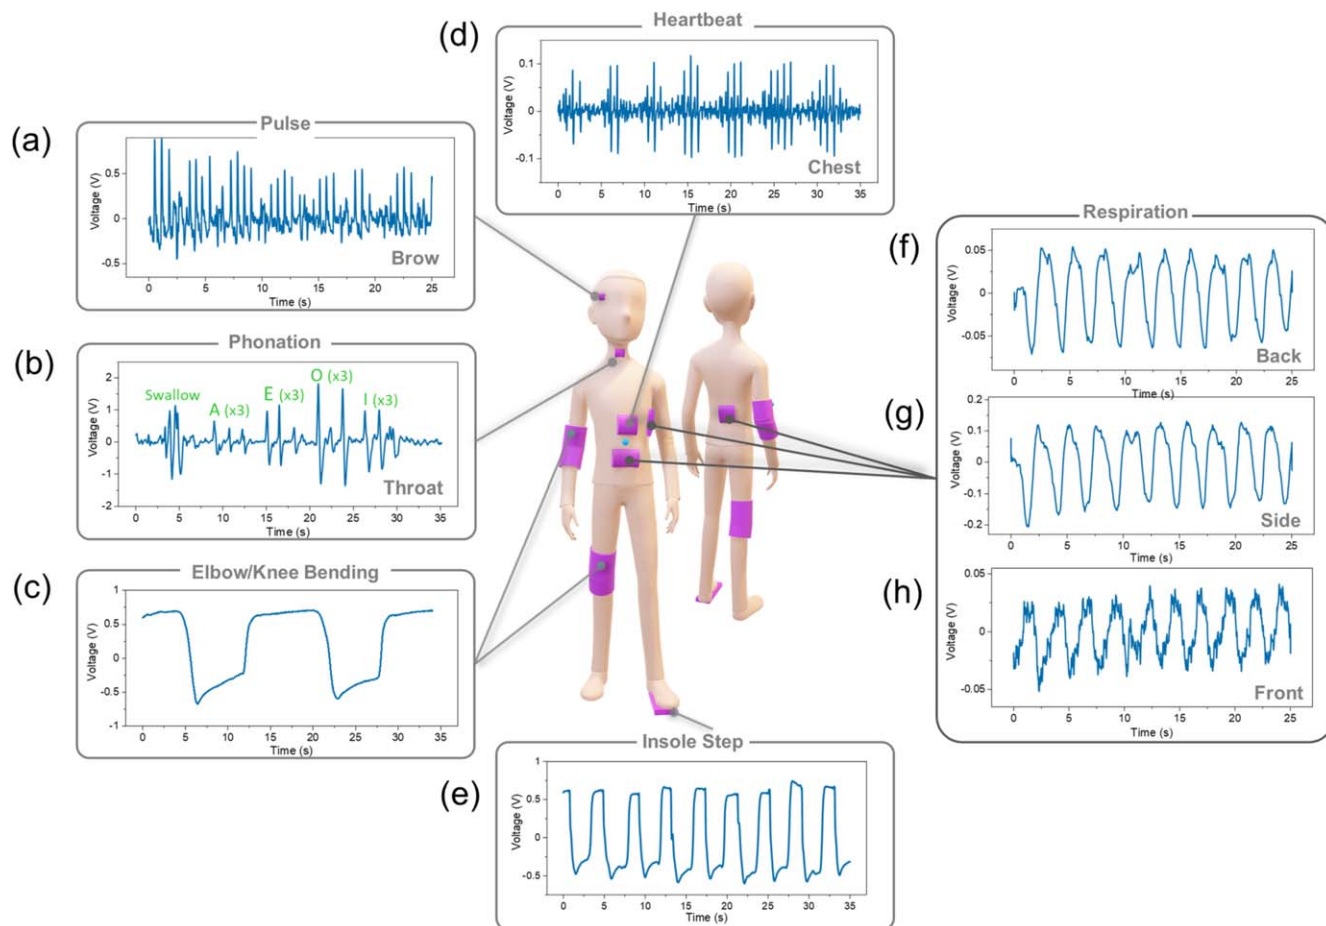 (a)
Pulse
Voltage (V)
0.5
0
-0.5
Brow
0 5 10 15 20 25
Time (s)
(b)
Phonation
Voltage (V)
2
1
0
-1
-2
Swallow
A (x3)
E (x3)
O (x3)
I (x3)
Throat
0 5 10 15 20 25 30 35
Time (s)
(c)
Elbow/Knee Bending
Voltage (V)
1
0.5
0
-0.5
-1
0 5 10 15 20 25 30 35
Time (s)
(d)
Heartbeat
Voltage (V)
0.1
0
-0.1
Chest
0 5 10 15 20 25 30 35
Time (s)
(e)
Insole Step
Voltage (V)
0.5
0
-0.5
0 5 10 15 20 25 30 35
Time (s)
Respiration
(f)
Voltage (V)
0.05
0
-0.05
Back
0 5 10 15 20 25
Time (s)
(g)
Voltage (V)
0.2
0.1
0
-0.1
-0.2
Side
0 5 10 15 20 25
Time (s)
(h)
Voltage (V)
0.05
0
-0.05
Front
0 5 10 15 20 25
Time (s)